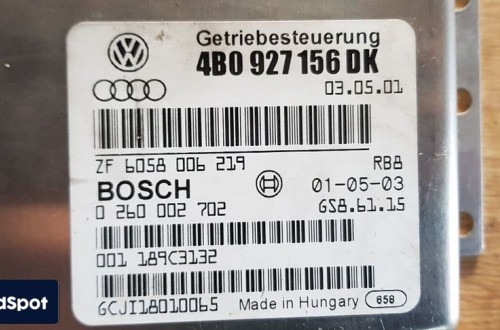 Getriebesteuerung
4B0 927 156 DK
03.05.01
ZF 6058 006 219 RB8
BOSCH 01-05-03
0 260 002 702 GS8.61.15
001 189C3132
GCJI18010065 Made in Hungary 658
dSpot